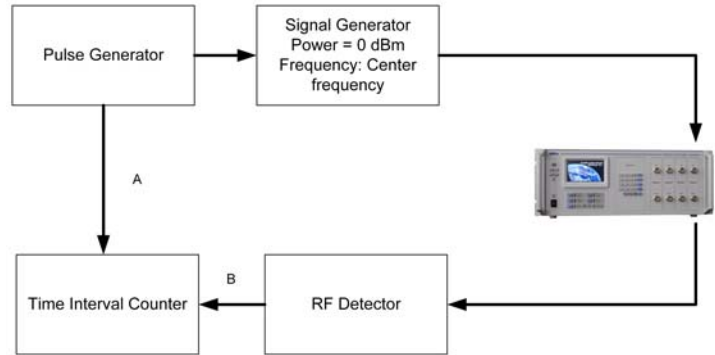 Pulse Generator
Signal Generator
Power = 0 dBm
Frequency: Center
frequency
A
B
Time Interval Counter
RF Detector